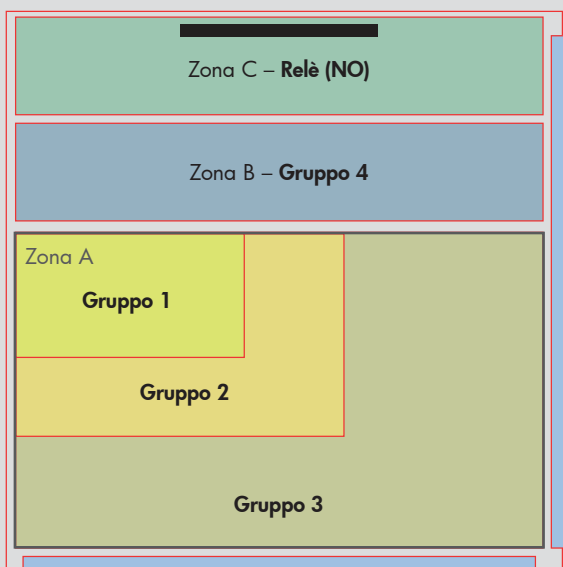 Zona C – Relè (NO)
Zona B – Gruppo 4
Zona A
Gruppo 1
Gruppo 2
Gruppo 3